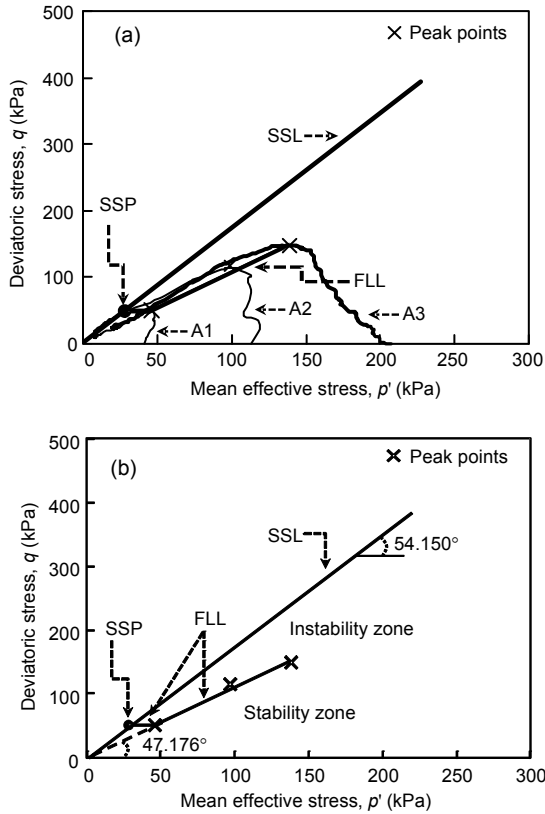 (a)
× Peak points
Deviatoric stress, q (kPa)
500
400
300
200
100
0
SSL
SSP
FLL
A1
A2
A3
0 50 100 150 200 250 300
Mean effective stress, p' (kPa)
(b)
× Peak points
Deviatoric stress, q (kPa)
500
400
300
200
100
0
SSL
54.150°
SSP
FLL
Instability zone
Stability zone
47.176°
0 50 100 150 200 250 300
Mean effective stress, p' (kPa)